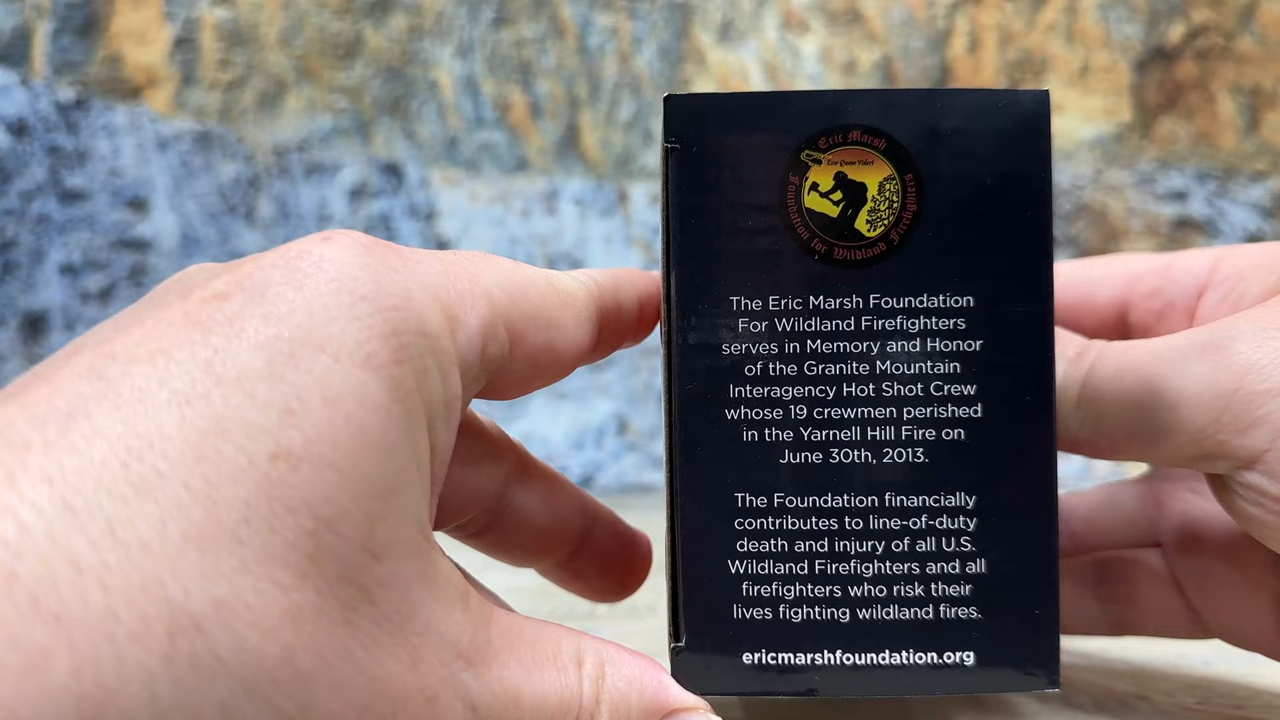 Eric Marsh
Esse Quam Videri
Foundation for Wildland Firefighters
The Eric Marsh Foundation
For Wildland Firefighters
serves in Memory and Honor
of the Granite Mountain
Interagency Hot Shot Crew
whose 19 crewmen perished
in the Yarnell Hill Fire on
June 30th, 2013.
The Foundation financially
contributes to line-of-duty
death and injury of all U.S.
Wildland Firefighters and all
firefighters who risk their
lives fighting wildland fires.
ericmarshfoundation.org